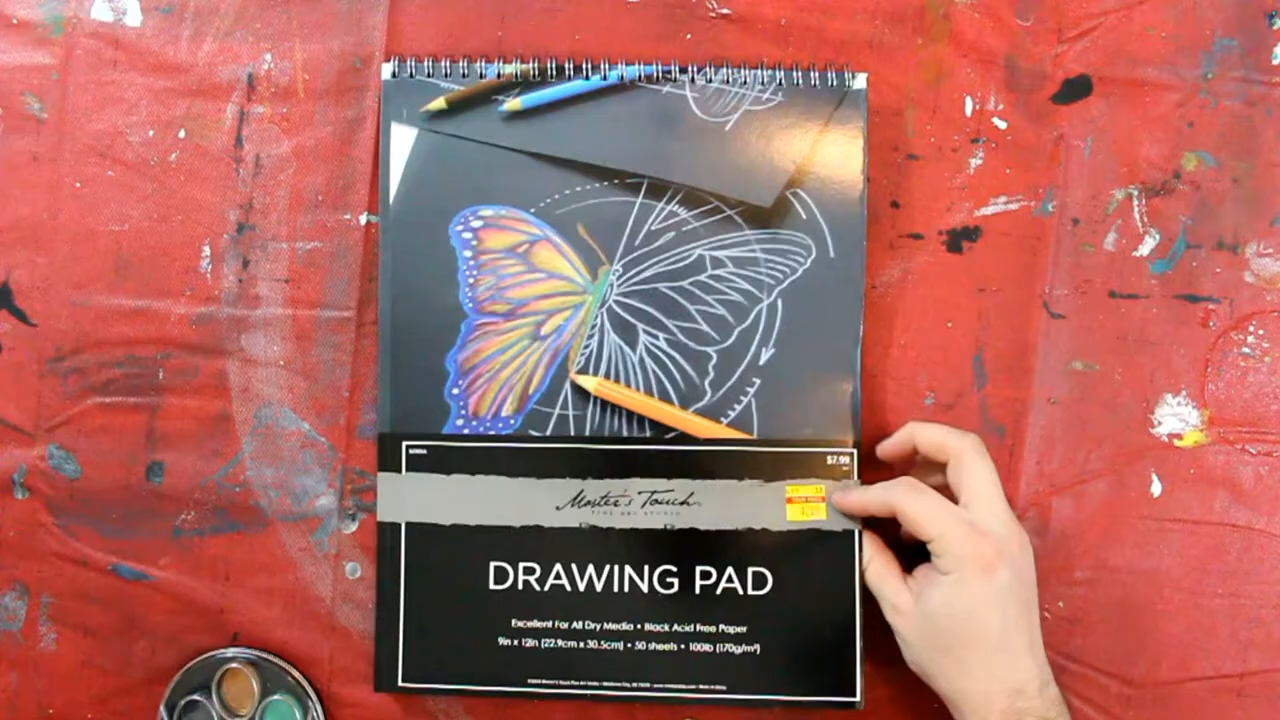 $7.99
Master's Touch
FINE ART STUDIO
DRAWING PAD
Excellent For All Dry Media • Black Acid Free Paper
9in x 12in (22.9cm x 30.5cm) • 50 sheets • 100lb (170g/m²)